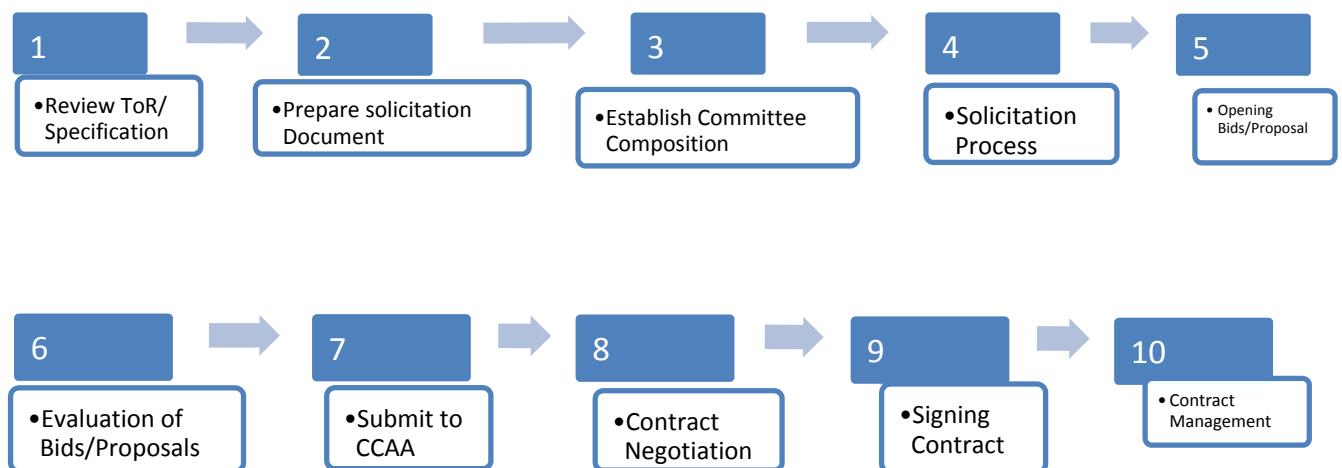 1
•Review ToR/
Specification
2
•Prepare solicitation
Document
3
•Establish Committee
Composition
4
•Solicitation
Process
5
• Opening
Bids/Proposal
6
•Evaluation of
Bids/Proposals
7
•Submit to
CCAA
8
•Contract
Negotiation
9
•Signing
Contract
10
• Contract
Management